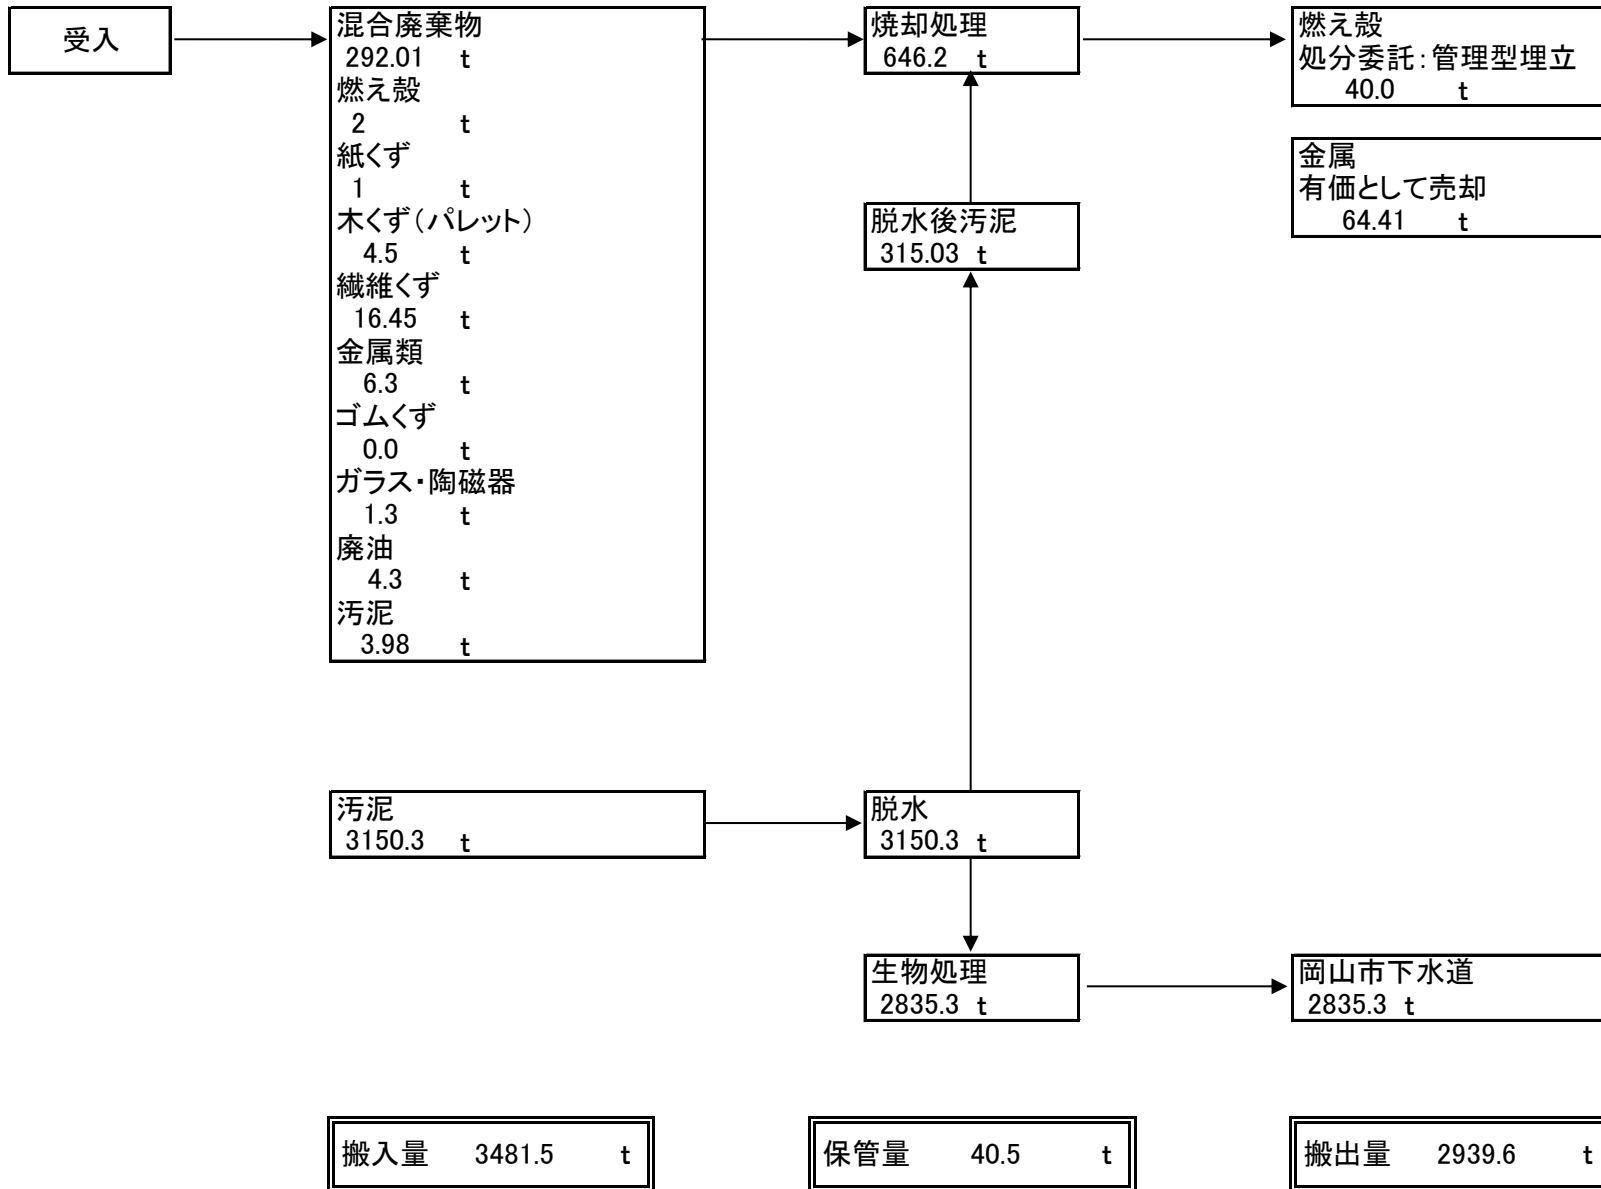 受入
混合廃棄物
292.01 t
燃え殻
2 t
紙くず
1 t
木くず（パレット）
4.5 t
繊維くず
16.45 t
金属類
6.3 t
ゴムくず
0.0 t
ガラス・陶磁器
1.3 t
廃油
4.3 t
汚泥
3.98 t
焼却処理
646.2 t
燃え殻
処分委託：管理型埋立
40.0 t
金属
有価として売却
64.41 t
脱水後汚泥
315.03 t
汚泥
3150.3 t
脱水
3150.3 t
生物処理
2835.3 t
岡山市下水道
2835.3 t
搬入量 3481.5 t
保管量 40.5 t
搬出量 2939.6 t